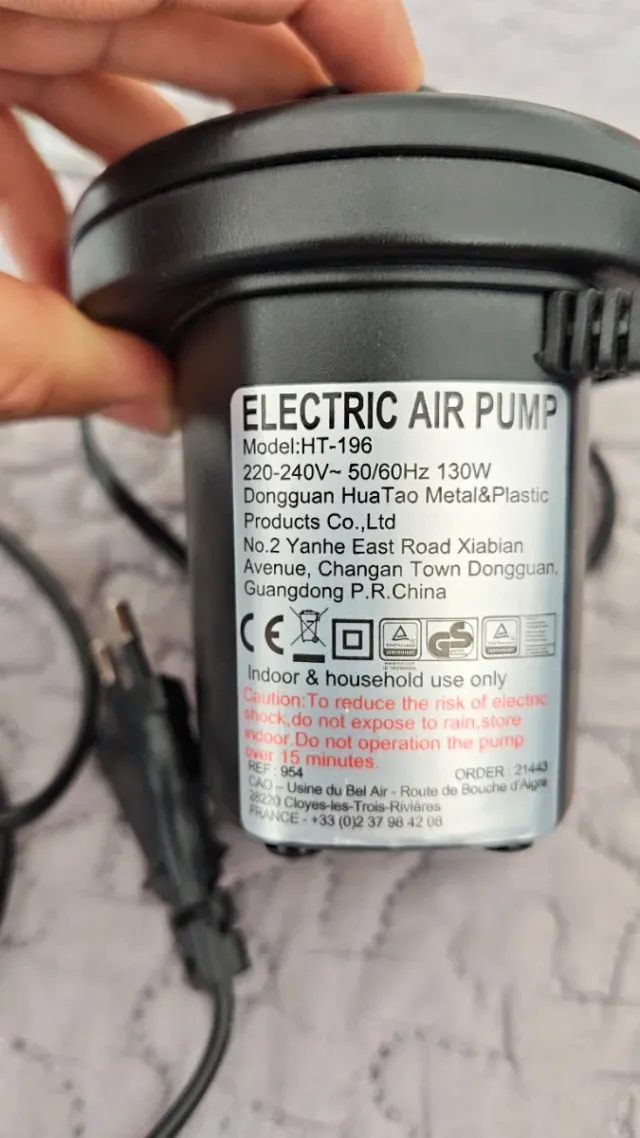 ELECTRIC AIR PUMP
Model:HT-196
220-240V~ 50/60Hz 130W
Dongguan HuaTao Metal&Plastic
Products Co.,Ltd
No.2 Yanhe East Road Xiabian
Avenue, Changan Town Dongguan,
Guangdong P.R.China
CE GS
Indoor & household use only
Caution:To reduce the risk of electric
shock,do not expose to rain,store
indoor.Do not operation the pump
over 15 minutes.
REF : 954 ORDER : 21443
CAO – Usine du Bel Air - Route de Bouche d'Aigre
28220 Cloyes-les-Trois-Rivières
FRANCE - +33 (0)2 37 98 42 08